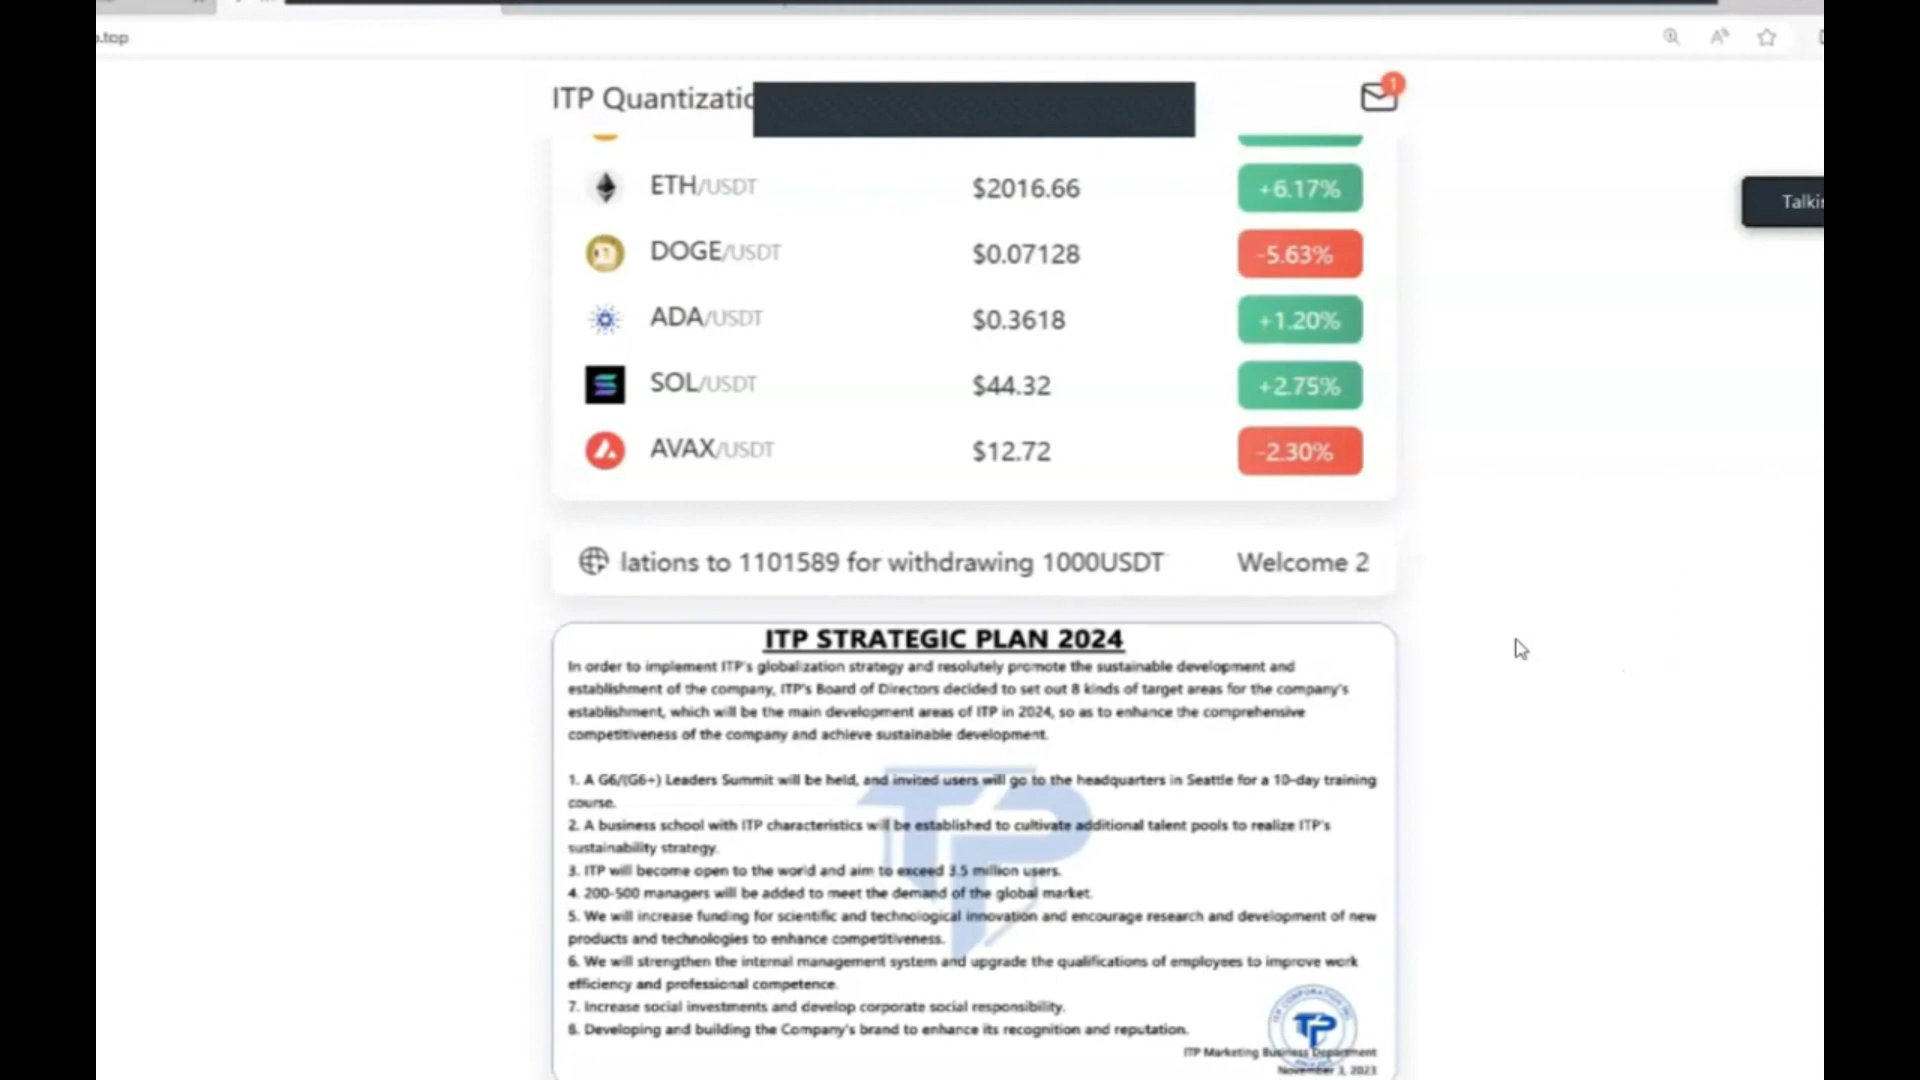 .top
ITP Quantizatio
1
ETH/USDT $2016.66 +6.17%
DOGE/USDT $0.07128 -5.63%
ADA/USDT $0.3618 +1.20%
SOL/USDT $44.32 +2.75%
AVAX/USDT $12.72 -2.30%
Talki
lations to 1101589 for withdrawing 1000USDT Welcome 2
ITP STRATEGIC PLAN 2024
In order to implement ITP's globalization strategy and resolutely promote the sustainable development and
establishment of the company, ITP's Board of Directors decided to set out 8 kinds of target areas for the company's
establishment, which will be the main development areas of ITP in 2024, so as to enhance the comprehensive
competitiveness of the company and achieve sustainable development.
1. A G6/(G6+) Leaders Summit will be held, and invited users will go to the headquarters in Seattle for a 10-day training
course.
2. A business school with ITP characteristics will be established to cultivate additional talent pools to realize ITP's
sustainability strategy.
3. ITP will become open to the world and aim to exceed 3.5 million users.
4. 200-500 managers will be added to meet the demand of the global market.
5. We will increase funding for scientific and technological innovation and encourage research and development of new
products and technologies to enhance competitiveness.
6. We will strengthen the internal management system and upgrade the qualifications of employees to improve work
efficiency and professional competence.
7. Increase social investments and develop corporate social responsibility.
8. Developing and building the Company's brand to enhance its recognition and reputation.
TP
ITP Marketing Business Department
November 3, 2023